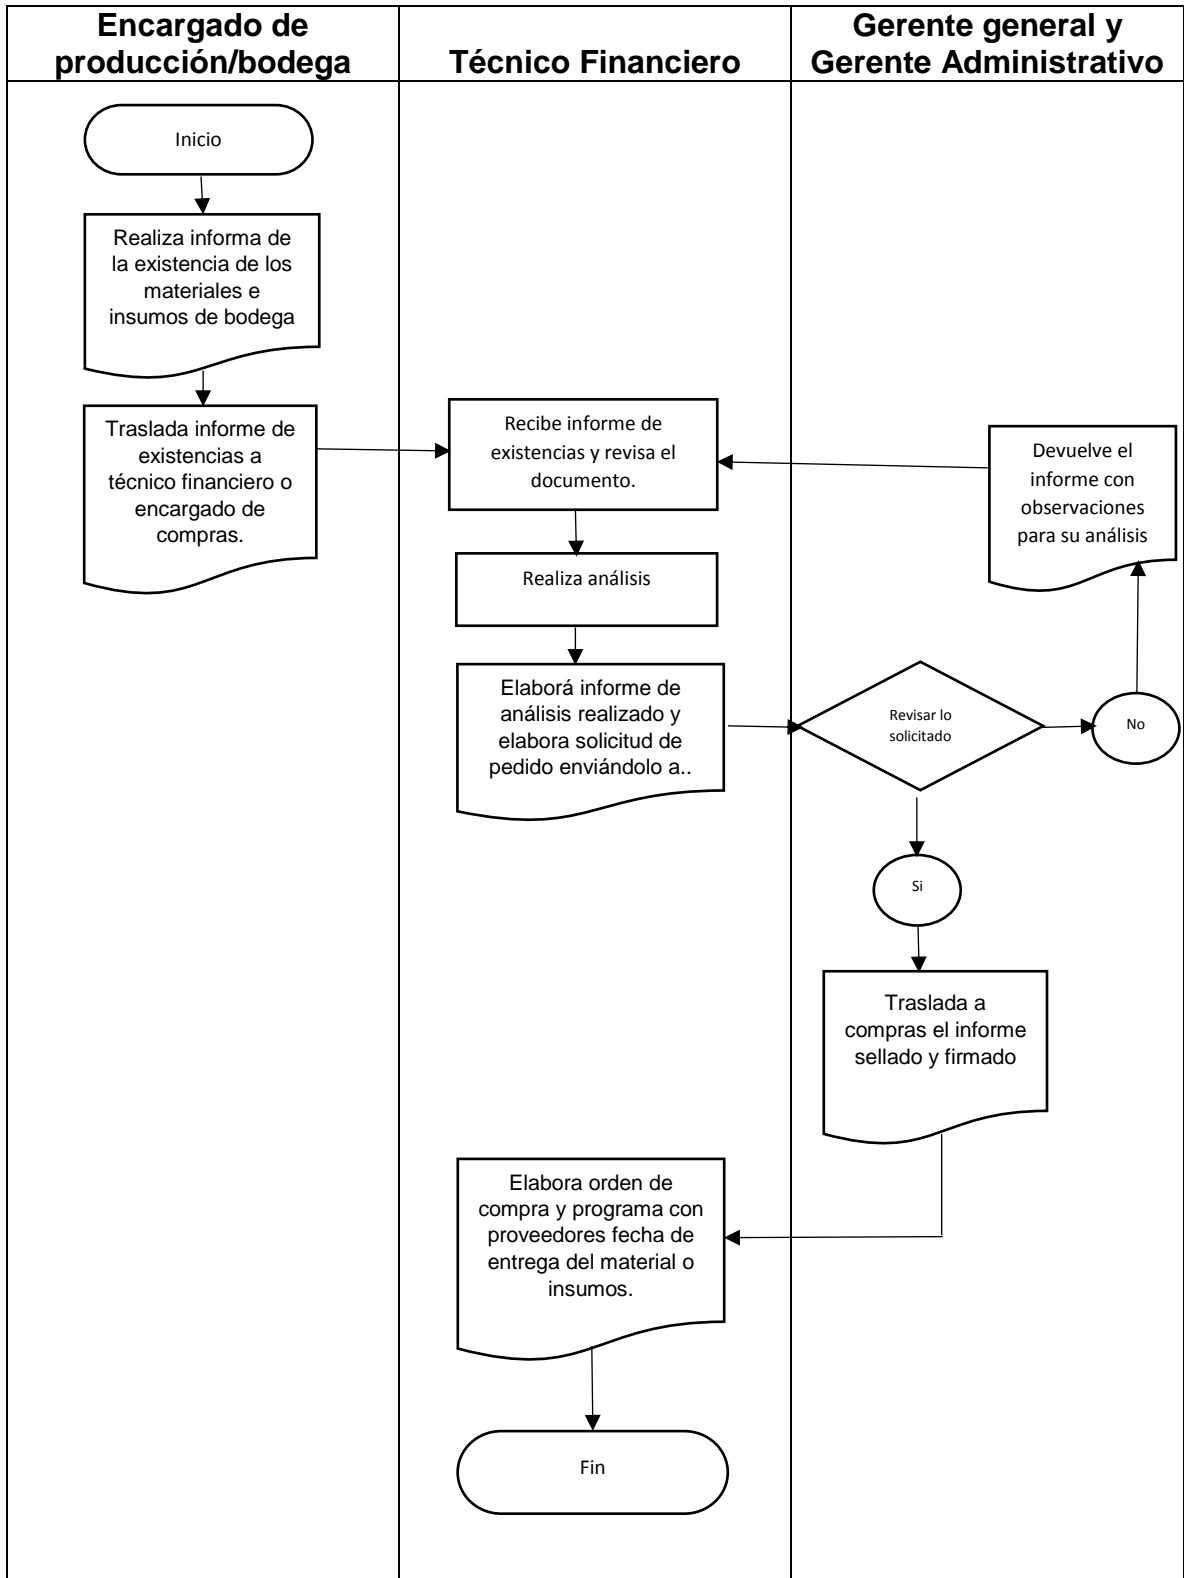 Encargado de
producción/bodega
Técnico Financiero
Gerente general y
Gerente Administrativo
Inicio
Realiza informa de
la existencia de los
materiales e
insumos de bodega
Traslada informe de
existencias a
técnico financiero o
encargado de
compras.
Recibe informe de
existencias y revisa el
documento.
Devuelve el
informe con
observaciones
para su análisis
Realiza análisis
Elaborá informe de
análisis realizado y
elabora solicitud de
pedido enviándolo a..
Revisar lo
solicitado
No
Si
Traslada a
compras el informe
sellado y firmado
Elabora orden de
compra y programa con
proveedores fecha de
entrega del material o
insumos.
Fin